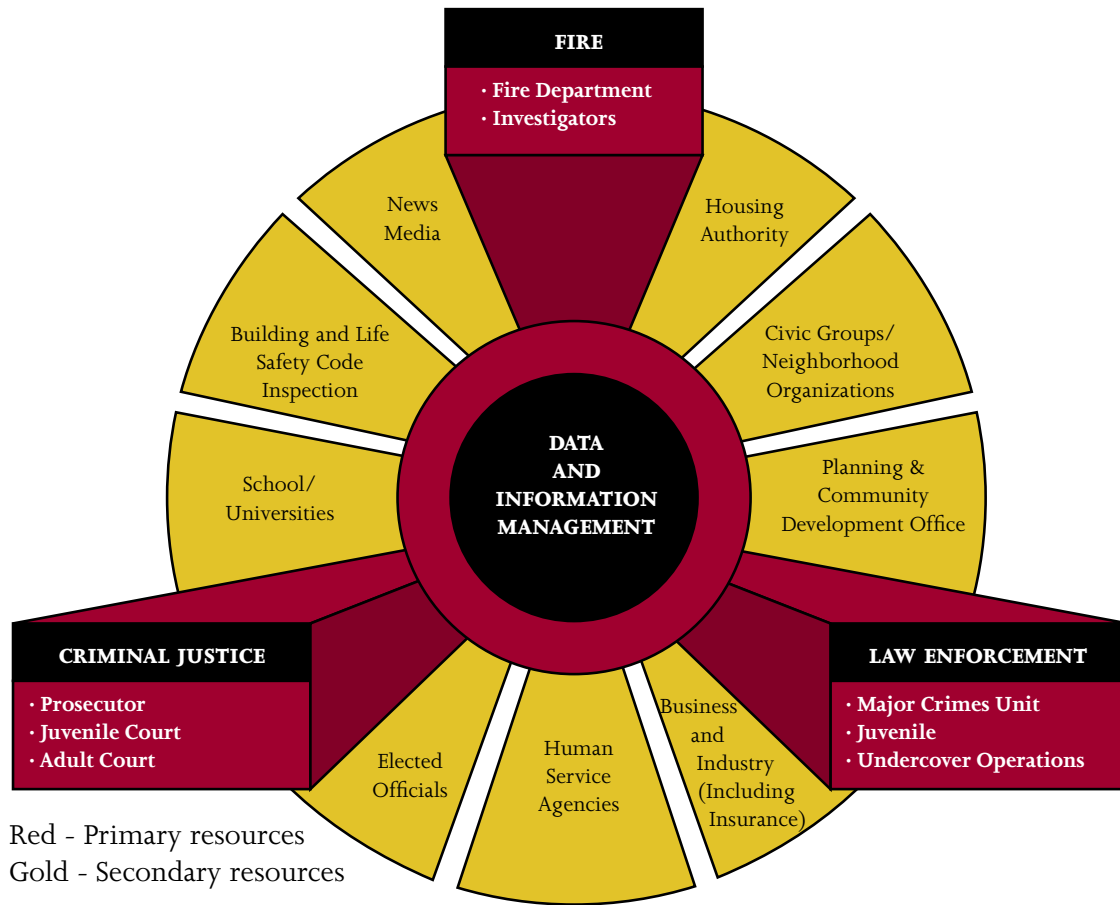 FIRE
· Fire Department
· Investigators
News
Media
Housing
Authority
Building and Life
Safety Code
Inspection
Civic Groups/
Neighborhood
Organizations
School/
Universities
DATA
AND
INFORMATION
MANAGEMENT
Planning &
Community
Development Office
CRIMINAL JUSTICE
· Prosecutor
· Juvenile Court
· Adult Court
LAW ENFORCEMENT
· Major Crimes Unit
· Juvenile
· Undercover Operations
Elected
Officials
Human
Service
Agencies
Business
and
Industry
(Including
Insurance)
Red - Primary resources
Gold - Secondary resources